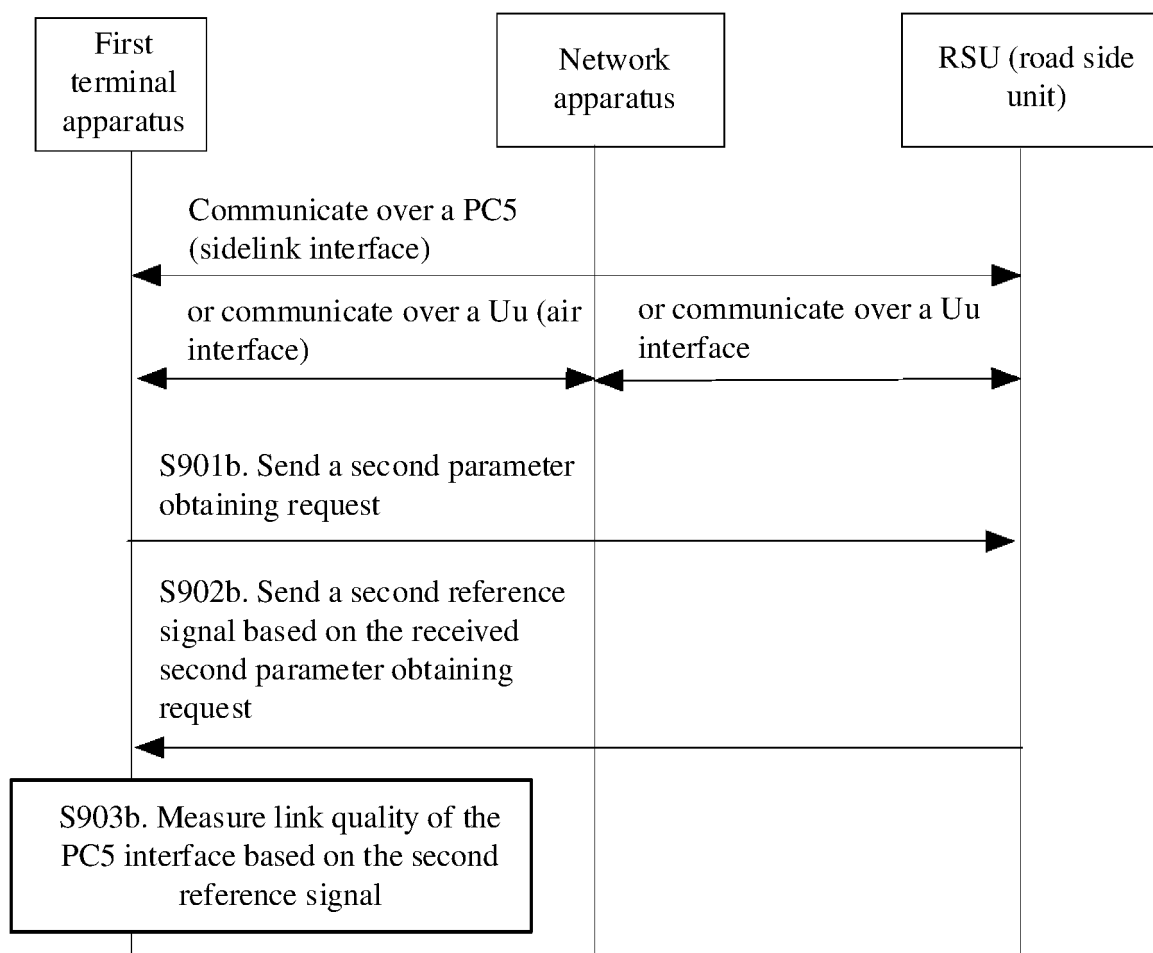 First
terminal
apparatus
Network
apparatus
RSU (road side
unit)
Communicate over a PC5
(sidelink interface)
or communicate over a Uu (air
interface)
or communicate over a Uu
interface
S901b. Send a second parameter
obtaining request
S902b. Send a second reference
signal based on the received
second parameter obtaining
request
S903b. Measure link quality of the
PC5 interface based on the second
reference signal